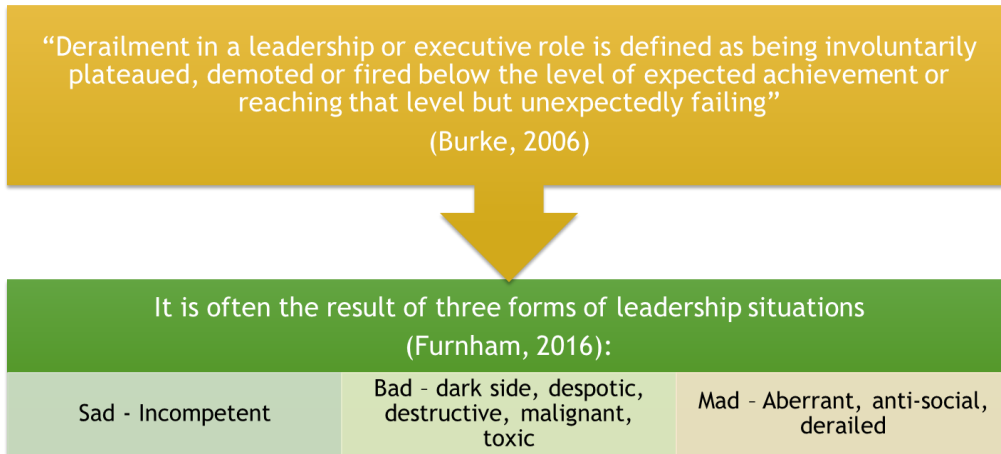 “Derailment in a leadership or executive role is defined as being involuntarily
plateaued, demoted or fired below the level of expected achievement or
reaching that level but unexpectedly failing”
(Burke, 2006)
It is often the result of three forms of leadership situations
(Furnham, 2016):
Sad - Incompetent
Bad – dark side, despotic,
destructive, malignant,
toxic
Mad – Aberrant, anti-social,
derailed